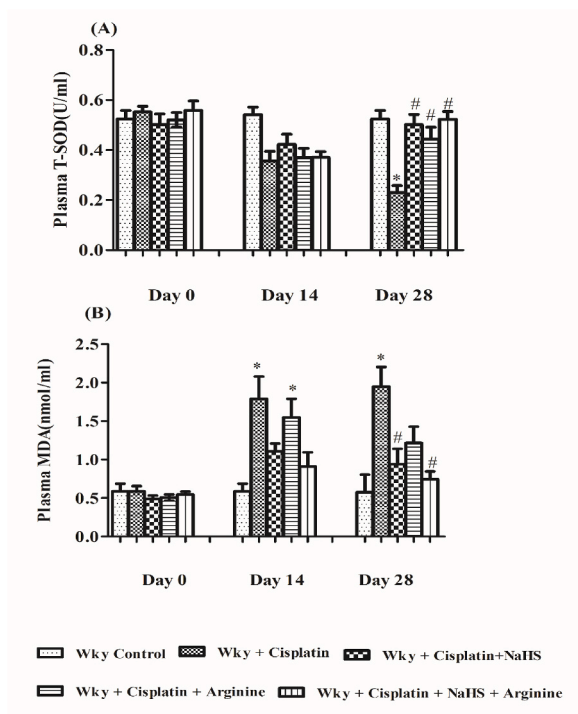 (A)
Plasma T-SOD(U/ml)
0.8
0.6
0.4
0.2
0.0
# # #
*
Day 0 Day 14 Day 28
(B)
Plasma MDA(nmol/ml)
2.5
2.0
1.5
1.0
0.5
0.0
* * * # #
Day 0 Day 14 Day 28
Wky Control Wky + Cisplatin Wky + Cisplatin+NaHS
Wky + Cisplatin + Arginine Wky + Cisplatin + NaHS + Arginine